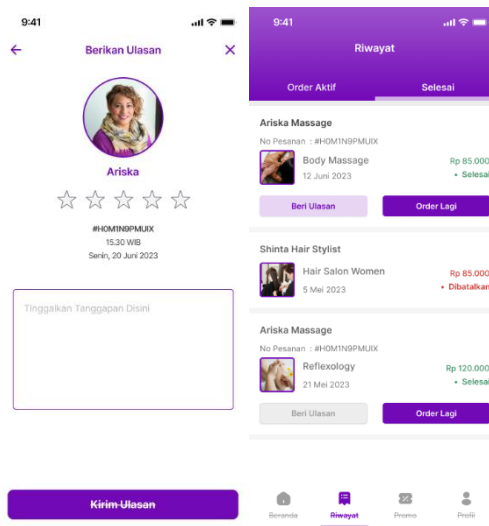 9:41
Berikan Ulasan
Ariska
#H0M1N9PMUIX
15.30 WIB
Senin, 20 Juni 2023
Tinggalkan Tanggapan Disini
Kirim Ulasan
9:41
Riwayat
Order Aktif
Selesai
Ariska Massage
No Pesanan : #H0M1N9PMUIX
Body Massage
Rp 85.000
12 Juni 2023
• Selesai
Beri Ulasan
Order Lagi
Shinta Hair Stylist
Hair Salon Women
Rp 85.000
5 Mei 2023
• Dibatalkan
Ariska Massage
No Pesanan : #H0M1N9PMUIX
Reflexology
Rp 120.000
21 Mei 2023
• Selesai
Beri Ulasan
Order Lagi
Beranda
Riwayat
Promo
Profil